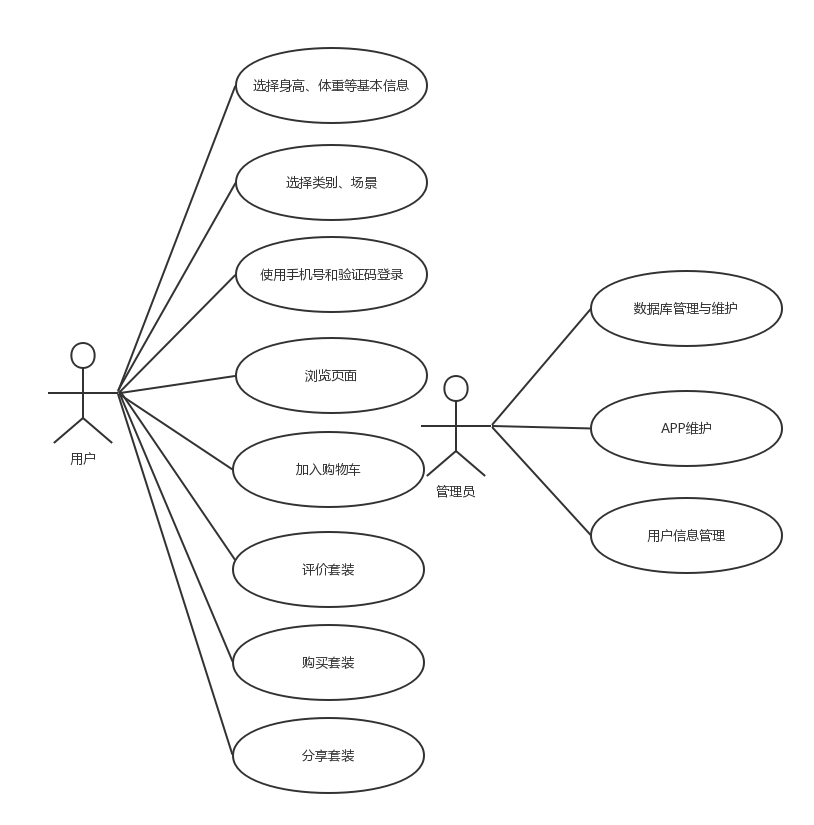 选择身高、体重等基本信息
选择类别、场景
使用手机号和验证码登录
浏览页面
加入购物车
评价套装
购买套装
分享套装
用户
数据库管理与维护
APP维护
用户信息管理
管理员